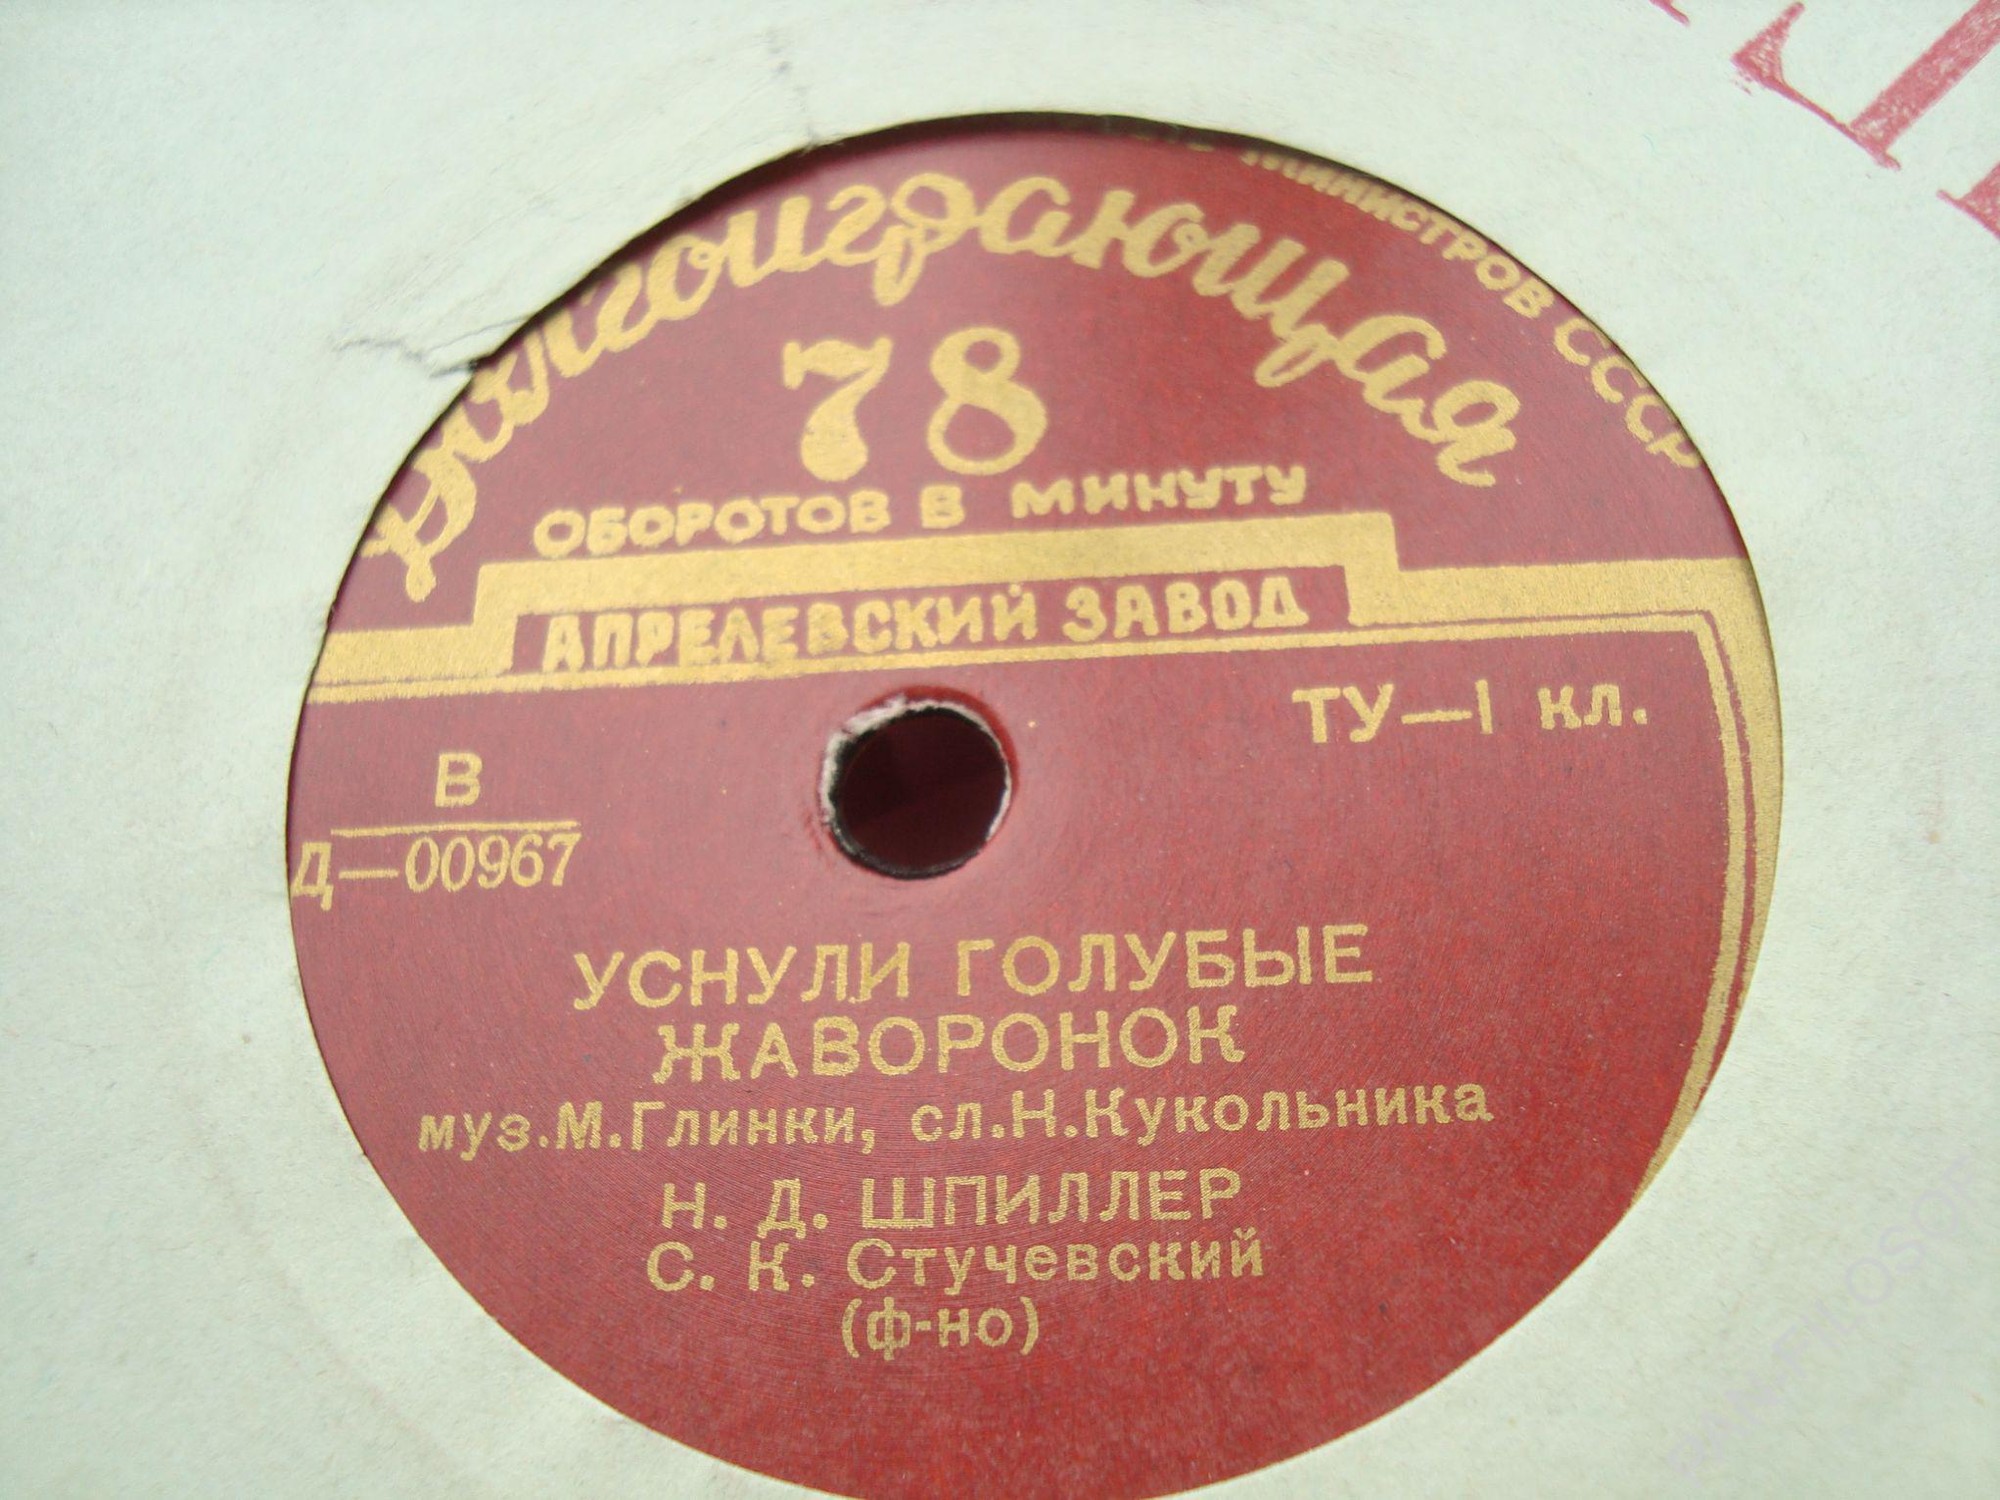 МИНИСТРОВ СССР
Долгоиграющая
78
ОБОРОТОВ В МИНУТУ
АПРЕЛЕВСКИЙ ЗАВОД
ТУ—I кл.
В
Д—00967
УСНУЛИ ГОЛУБЫЕ
ЖАВОРОНОК
муз.М.Глинки, сл.Н.Кукольника
Н. Д. ШПИЛЛЕР
С. К. Стучевский
(ф-но)